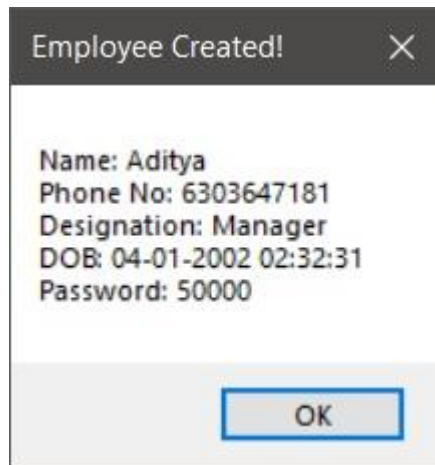 Employee Created!
Name: Aditya
Phone No: 6303647181
Designation: Manager
DOB: 04-01-2002 02:32:31
Password: 50000
OK